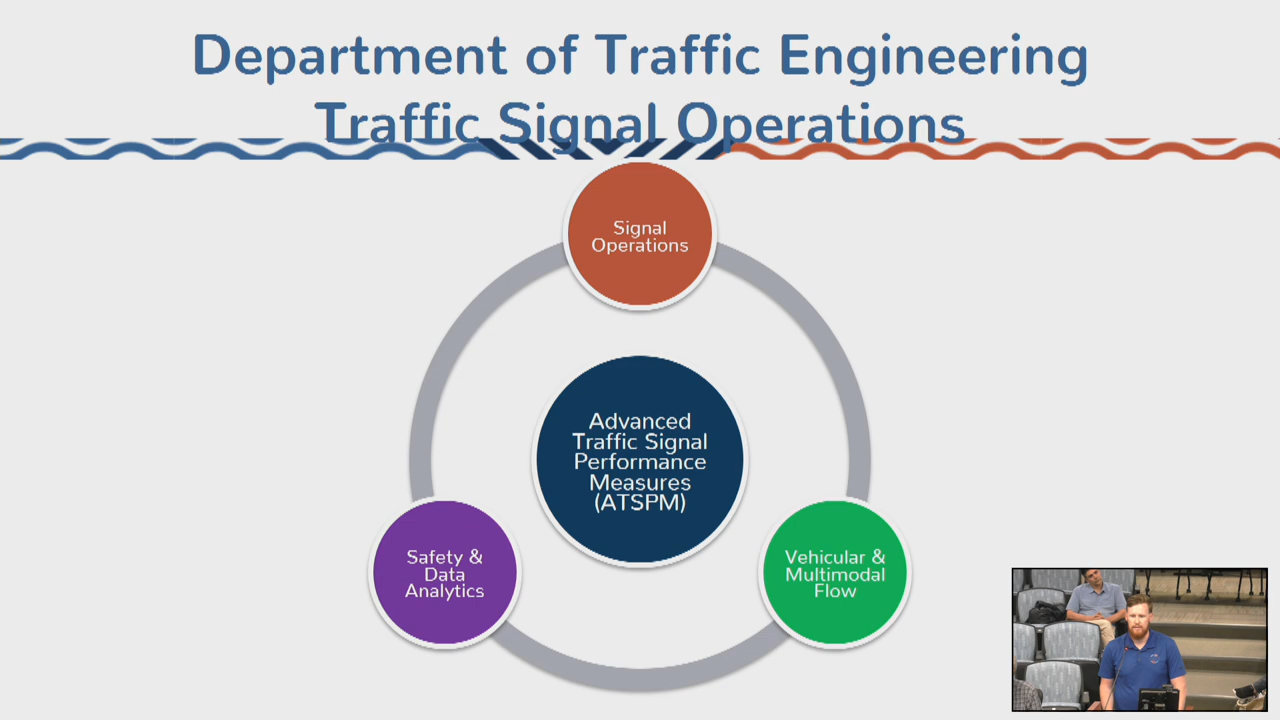 Department of Traffic Engineering
Traffic Signal Operations
Signal
Operations
Advanced
Traffic Signal
Performance
Measures
(ATSPM)
Safety &
Data
Analytics
Vehicular &
Multimodal
Flow